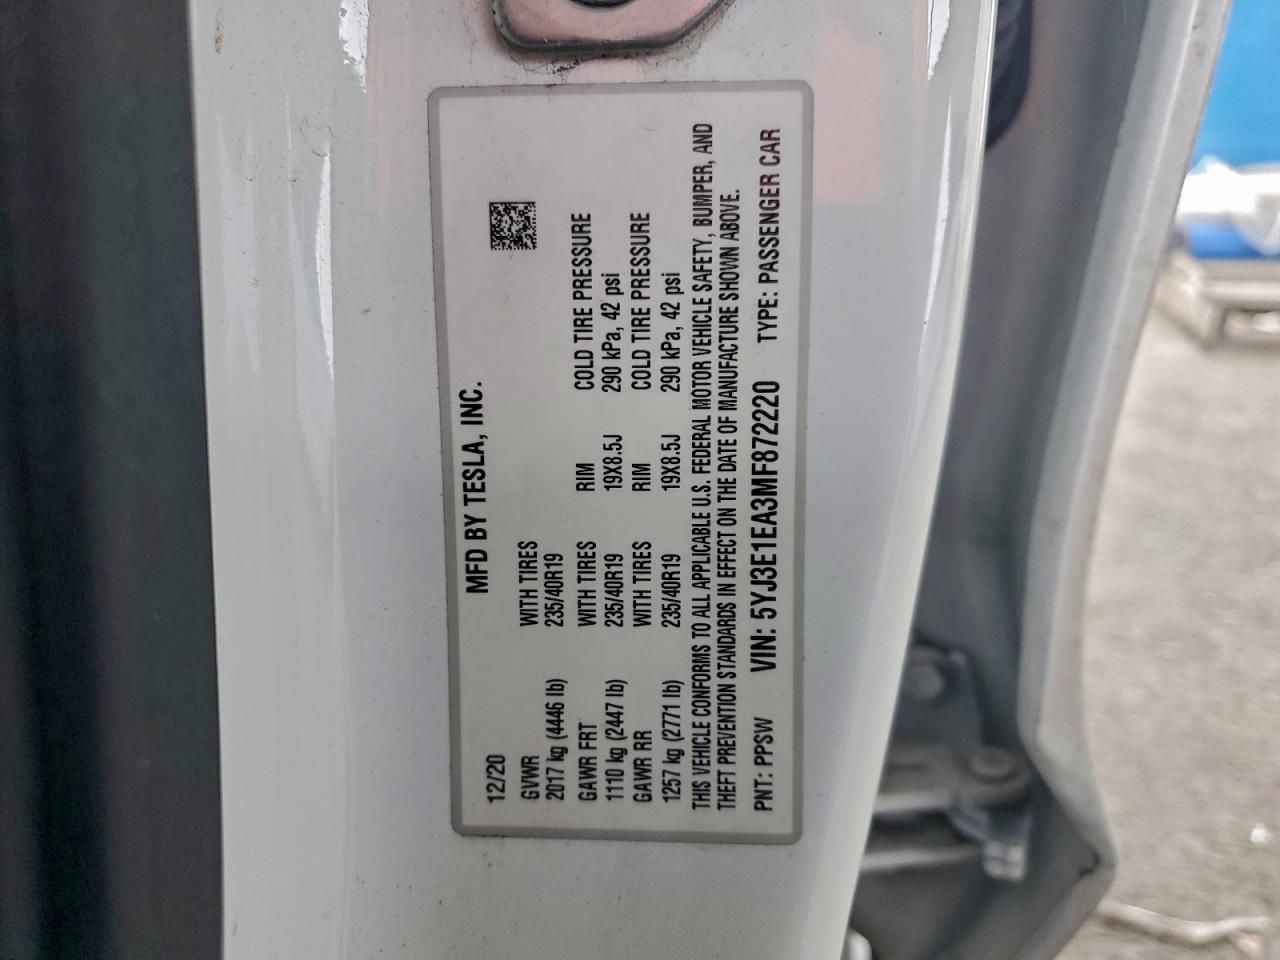 MFD BY TESLA, INC.
12/20
GVWR WITH TIRES
2017 kg (4446 lb) 235/40R19
GAWR FRT WITH TIRES RIM COLD TIRE PRESSURE
1110 kg (2447 lb) 235/40R19 19X8.5J 290 kPa, 42 psi
GAWR RR WITH TIRES RIM COLD TIRE PRESSURE
1257 kg (2771 lb) 235/40R19 19X8.5J 290 kPa, 42 psi
THIS VEHICLE CONFORMS TO ALL APPLICABLE U.S. FEDERAL MOTOR VEHICLE SAFETY, BUMPER, AND
THEFT PREVENTION STANDARDS IN EFFECT ON THE DATE OF MANUFACTURE SHOWN ABOVE.
PNT: PPSW VIN: 5YJ3E1EA3MF872220 TYPE: PASSENGER CAR